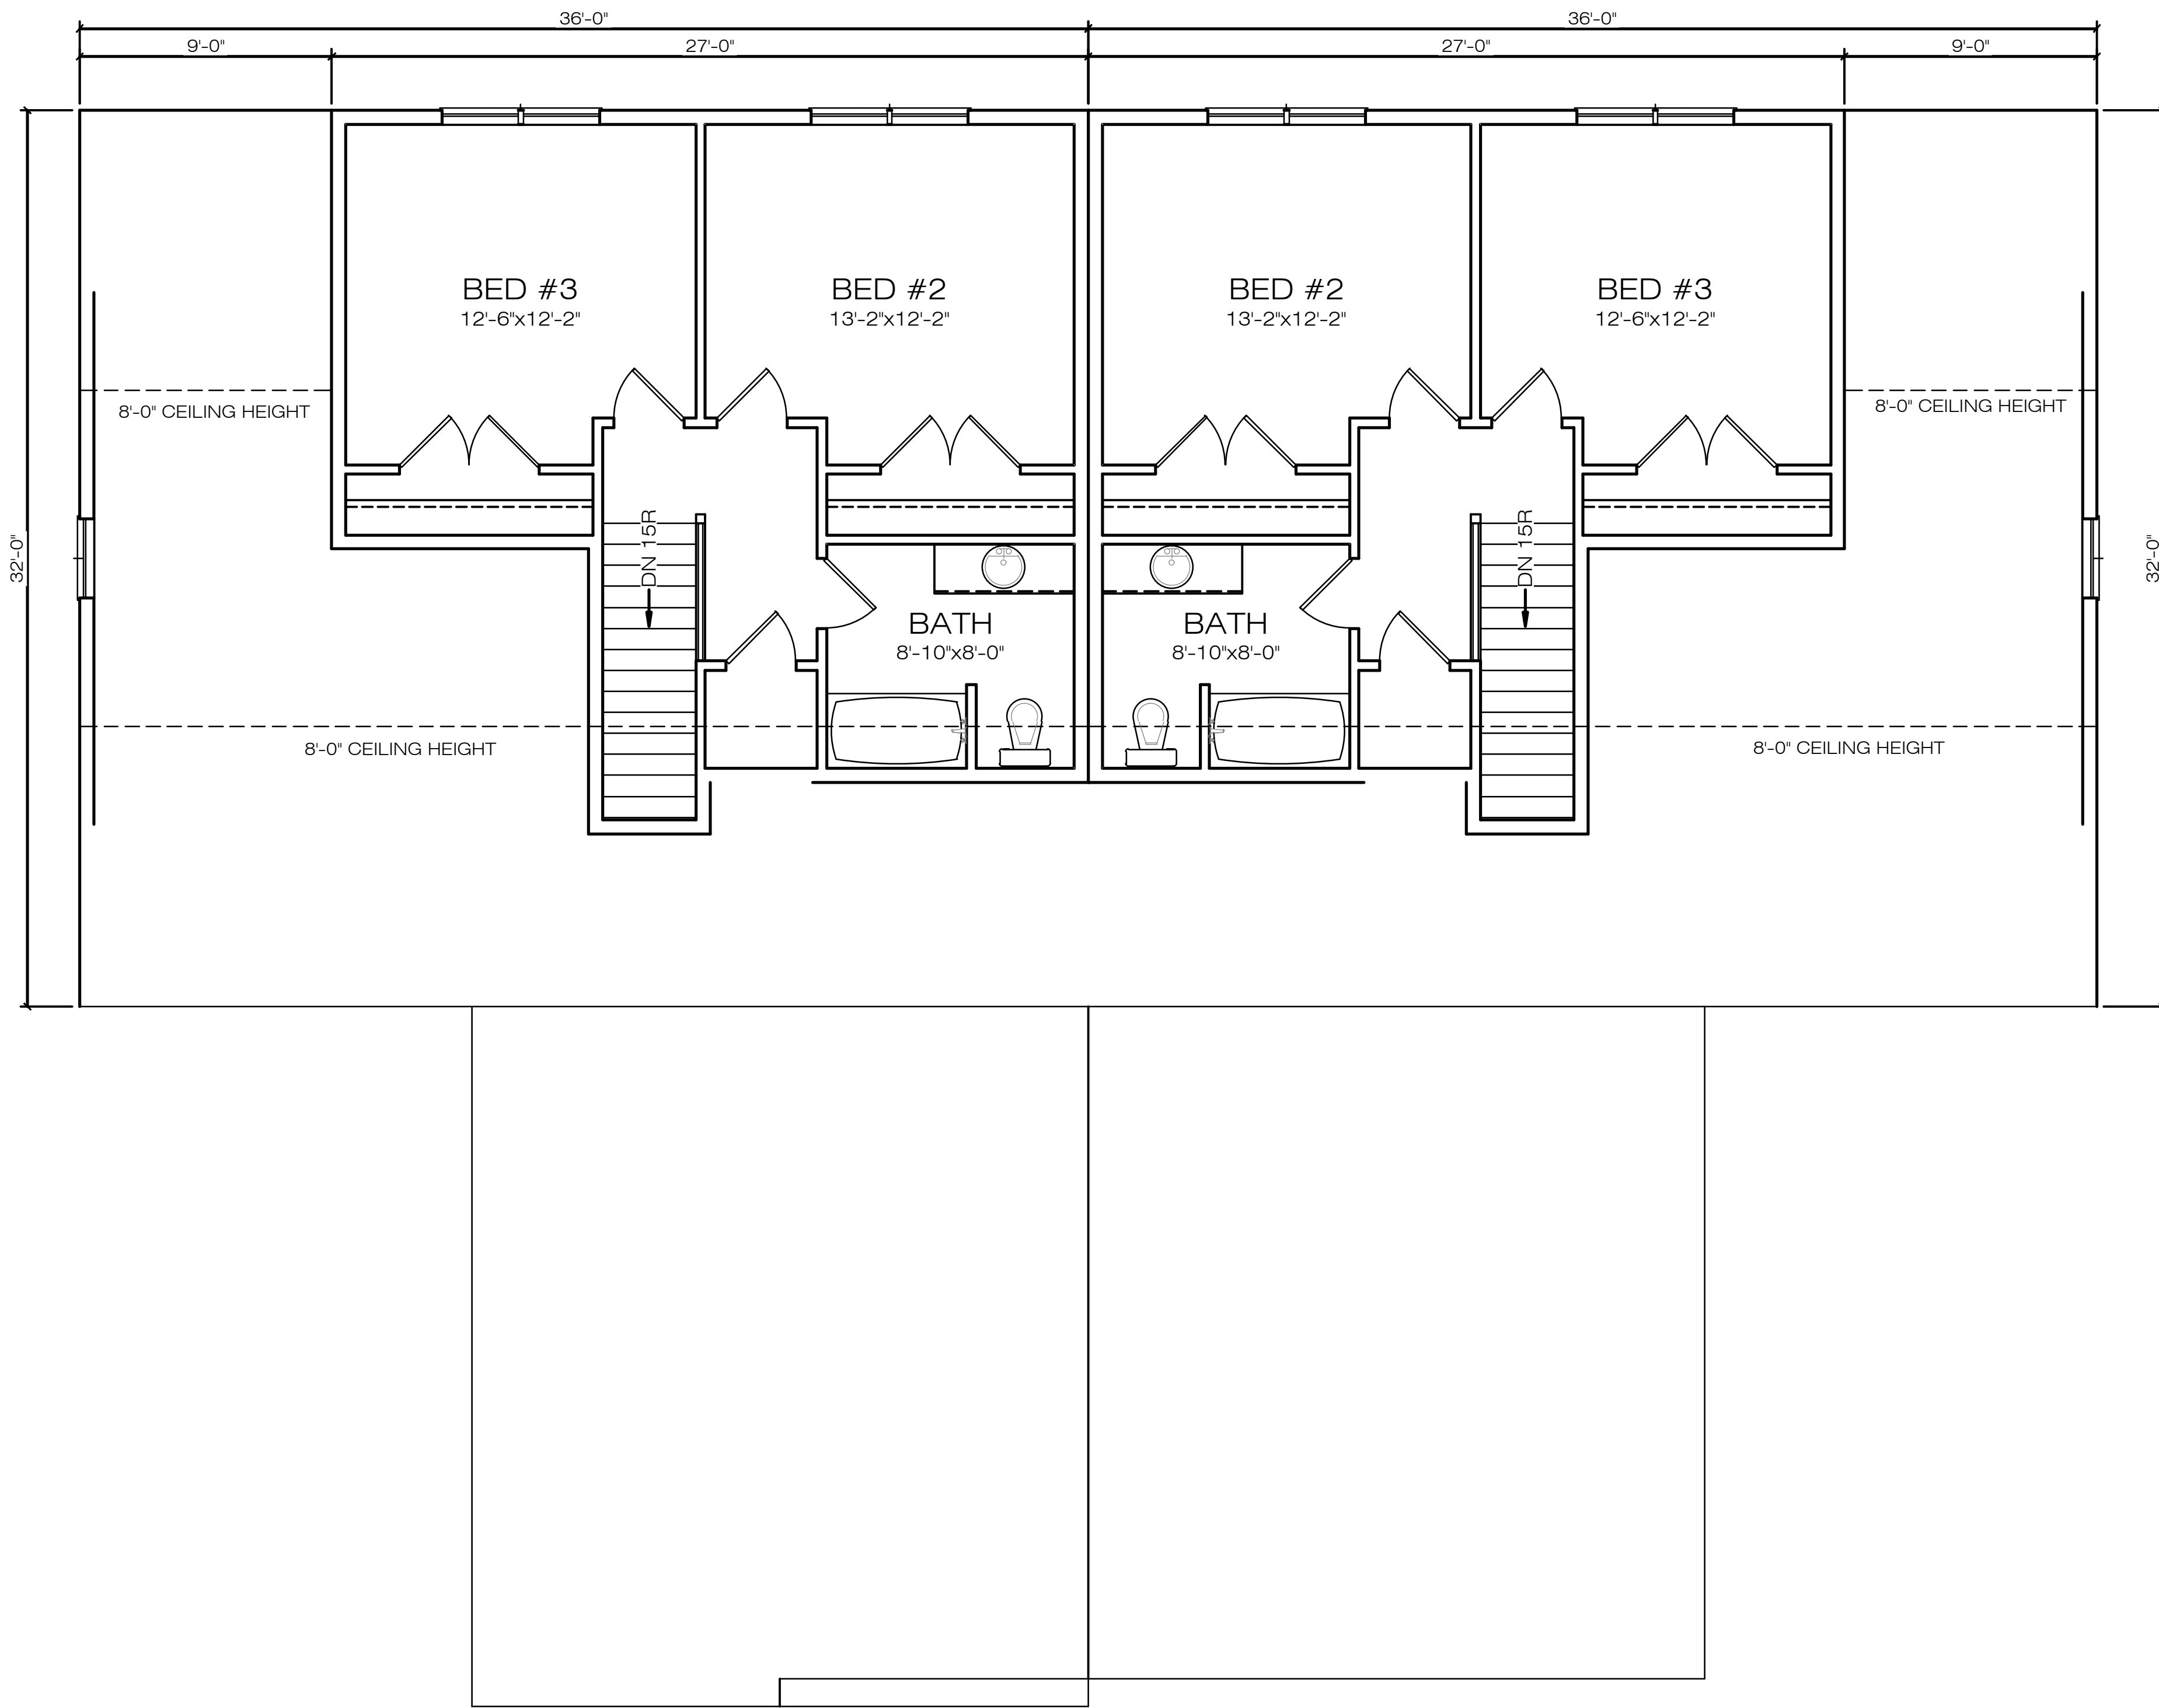 36'-0" 36'-0"
9'-0" 27'-0" 27'-0" 9'-0"
BED #3 BED #2 BED #2 BED #3
12'-6"x12'-2" 13'-2"x12'-2" 13'-2"x12'-2" 12'-6"x12'-2"
8'-0" CEILING HEIGHT 8'-0" CEILING HEIGHT
32'-0" DN 15R DN 15R 32'-0"
BATH BATH
8'-10"x8'-0" 8'-10"x8'-0"
8'-0" CEILING HEIGHT 8'-0" CEILING HEIGHT